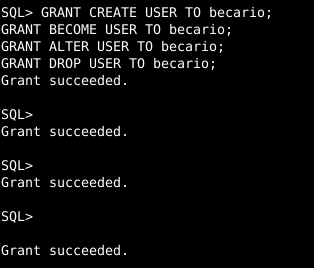 SQL> GRANT CREATE USER TO becario;
GRANT BECOME USER TO becario;
GRANT ALTER USER TO becario;
GRANT DROP USER TO becario;
Grant succeeded.
SQL>
Grant succeeded.
SQL>
Grant succeeded.
SQL>
Grant succeeded.